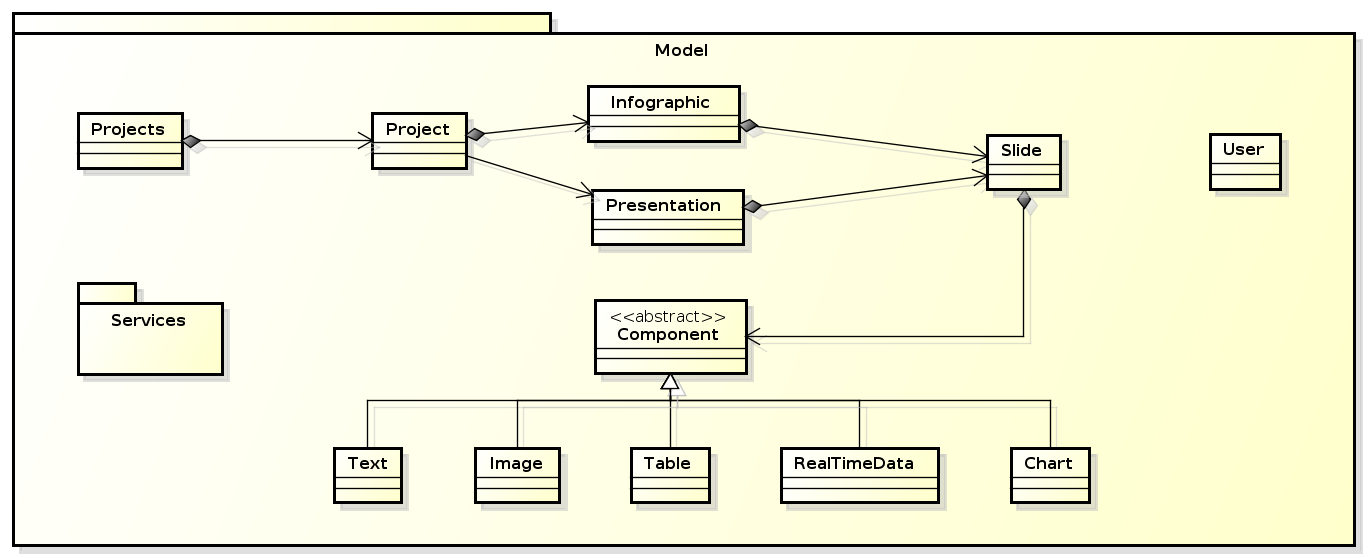 Model
Projects
Project
Infographic
Presentation
Slide
User
Services
<<abstract>>
Component
Text
Image
Table
RealTimeData
Chart